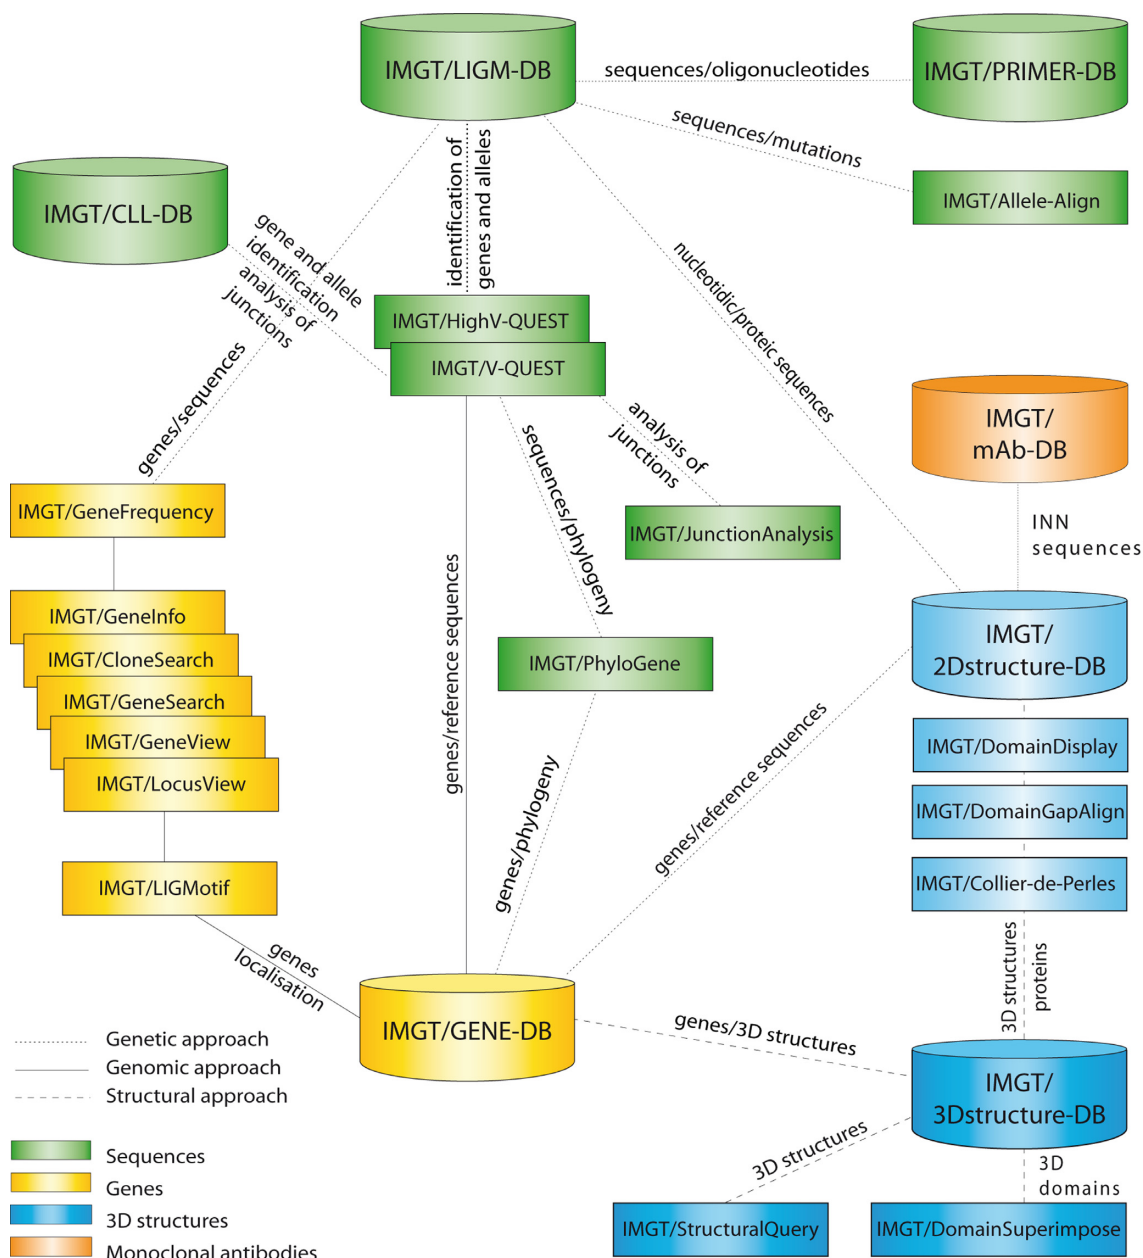 IMGT/LIGM-DB
sequences/oligonucleotides
IMGT/PRIMER-DB
sequences/mutations
IMGT/Allele-Align
IMGT/CLL-DB
identification of
genes and alleles
gene and allele
identification
analysis of
junctions
nucleotidic/proteic sequences
IMGT/HighV-QUEST
IMGT/V-QUEST
genes/sequences
analysis of
junctions
sequences/phylogeny
IMGT/
mAb-DB
IMGT/GeneFrequency
IMGT/JunctionAnalysis
INN
sequences
IMGT/GeneInfo
IMGT/CloneSearch
IMGT/GeneSearch
IMGT/GeneView
IMGT/LocusView
genes/reference sequences
IMGT/PhyloGene
IMGT/
2Dstructure-DB
IMGT/DomainDisplay
IMGT/DomainGapAlign
IMGT/Collier-de-Perles
genes/phylogeny
genes/reference sequences
IMGT/LIGMotif
genes
localisation
3D structures
proteins
IMGT/GENE-DB
genes/3D structures
IMGT/
3Dstructure-DB
Genetic approach
Genomic approach
Structural approach
3D structures
3D
domains
Sequences
Genes
3D structures
Monoclonal antibodies
IMGT/StructuralQuery
IMGT/DomainSuperimpose